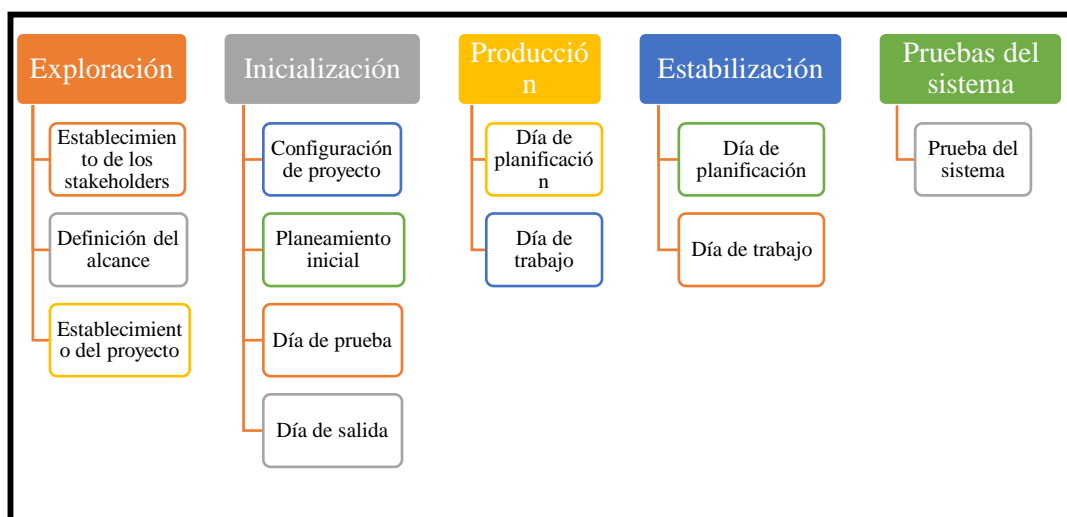 Exploración
Establecimie
nto de los
stakeholders
Definición del
alcance
Establecimient
o del proyecto
Inicialización
Configuración
de proyecto
Planeamiento
inicial
Día de prueba
Día de salida
Producció
n
Día de
planificació
n
Día de
trabajo
Estabilización
Día de
planificación
Día de trabajo
Pruebas del
sistema
Prueba del
sistema